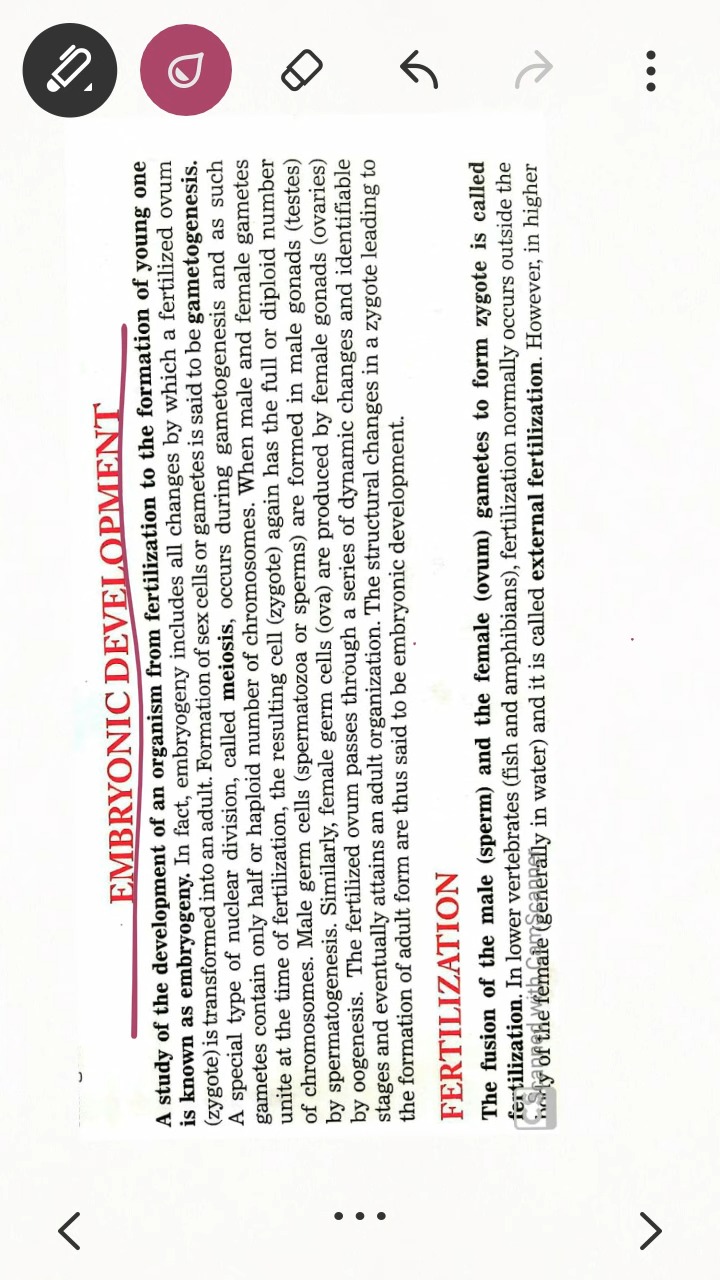 EMBRYONIC DEVELOPMENT
A study of the development of an organism from fertilization to the formation of young one
is known as embryogeny. In fact, embryogeny includes all changes by which a fertilized ovum
(zygote) is transformed into an adult. Formation of sex cells or gametes is said to be gametogenesis.
A special type of nuclear division, called meiosis, occurs during gametogenesis and as such
gametes contain only half or haploid number of chromosomes. When male and female gametes
unite at the time of fertilization, the resulting cell (zygote) again has the full or diploid number
of chromosomes. Male germ cells (spermatozoa or sperms) are formed in male gonads (testes)
by spermatogenesis. Similarly, female germ cells (ova) are produced by female gonads (ovaries)
by oogenesis. The fertilized ovum passes through a series of dynamic changes and identifiable
stages and eventually attains an adult organization. The structural changes in a zygote leading to
the formation of adult form are thus said to be embryonic development.
FERTILIZATION
The fusion of the male (sperm) and the female (ovum) gametes to form zygote is called
fertilization. In lower vertebrates (fish and amphibians), fertilization normally occurs outside the
body of the female (generally in water) and it is called external fertilization. However, in higher
CS Scanned with CamScanner